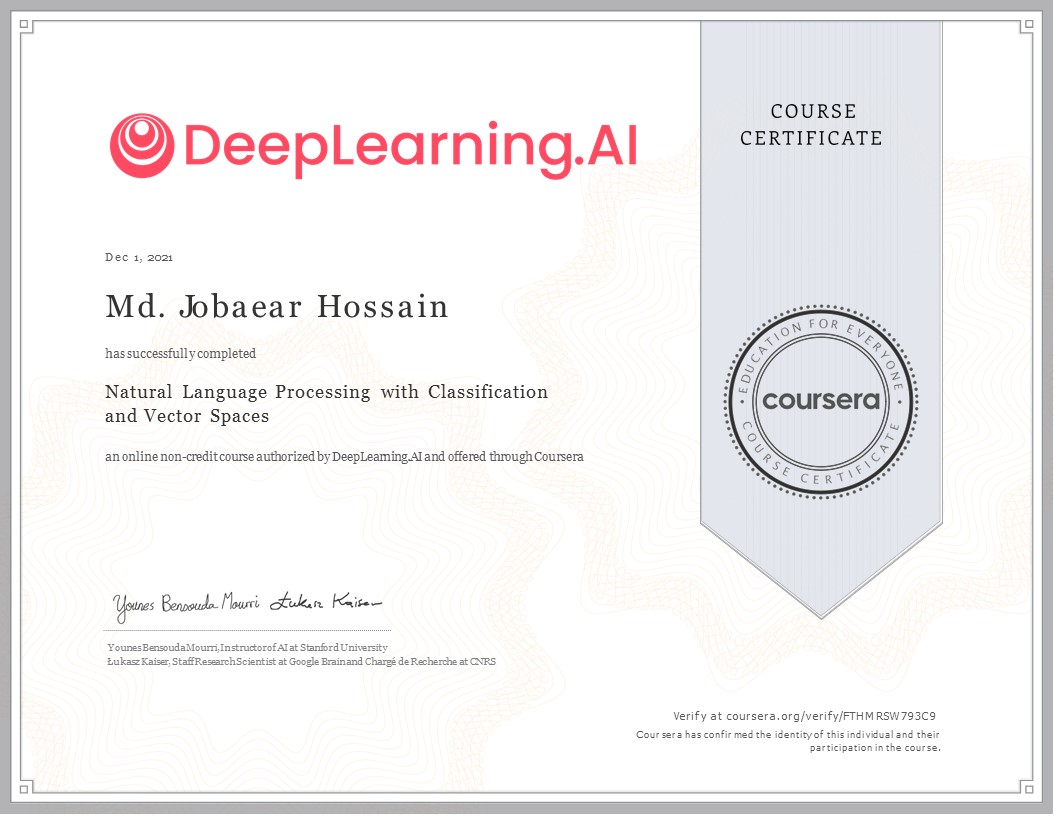 DeepLearning.AI
COURSE
CERTIFICATE
Dec 1, 2021
Md. Jobaear Hossain
has successfully completed
Natural Language Processing with Classification
and Vector Spaces
an online non-credit course authorized by DeepLearning.AI and offered through Coursera
EDUCATION FOR EVERYONE
coursera
COURSE CERTIFICATE
Younes Bensouda Mourri Łukasz Kaiser
Younes Bensouda Mourri, Instructor of AI at Stanford University
Łukasz Kaiser, Staff Research Scientist at Google Brain and Chargé de Recherche at CNRS
Verify at coursera.org/verify/FTHMRSW793C9
Coursera has confirmed the identity of this individual and their
participation in the course.